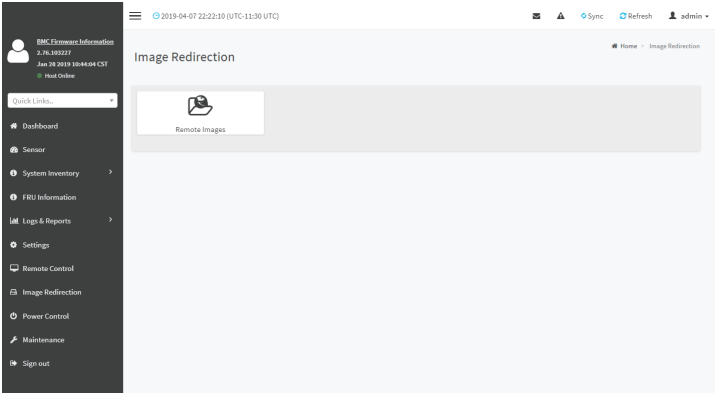 2019-04-07 22:22:10 (UTC-11:30 UTC)
Sync
Refresh
admin
BMC Firmware Information
2.76.103227
Jan 28 2019 10:44:04 CST
Host Online
Quick Links..
Dashboard
Sensor
System Inventory
FRU Information
Logs & Reports
Settings
Remote Control
Image Redirection
Power Control
Maintenance
Sign out
Image Redirection
Home
Image Redirection
Remote Images